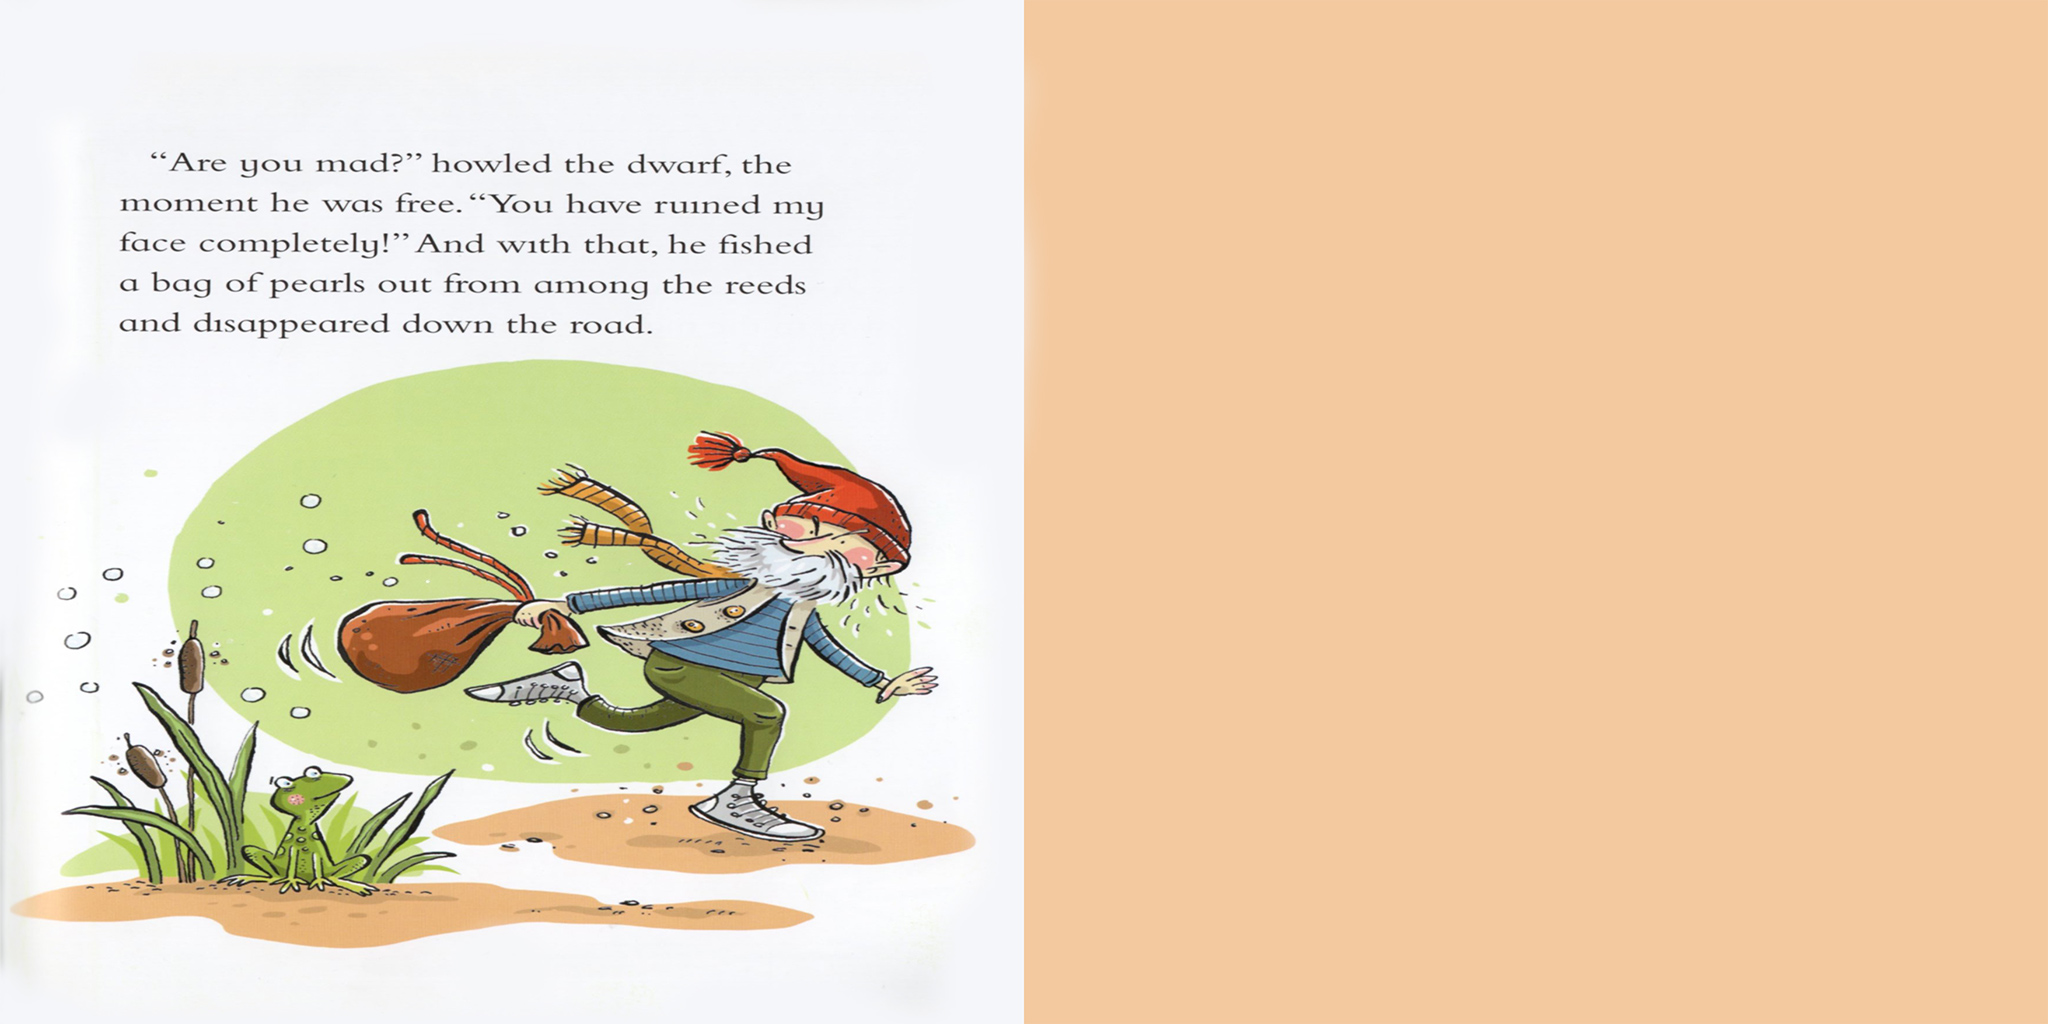 “Are you mad?” howled the dwarf, the
moment he was free. “You have ruined my
face completely!” And with that, he fished
a bag of pearls out from among the reeds
and disappeared down the road.